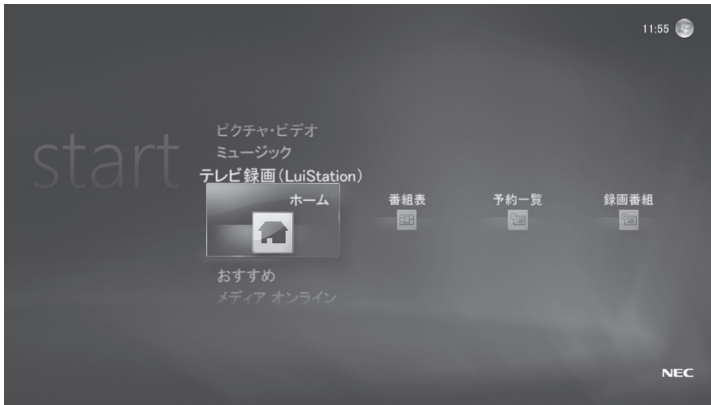 11:55
start
ピクチャ・ビデオ
ミュージック
テレビ録画(LuiStation)
ホーム 番組表 予約一覧 録画番組
おすすめ
メディア オンライン
NEC